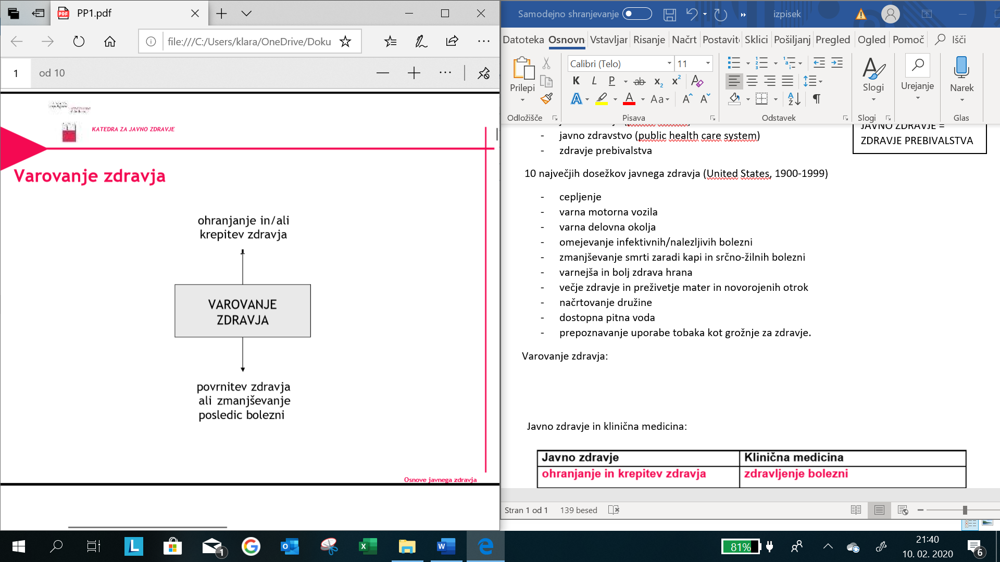 PP1.pdf
file:///C:/Users/klara/OneDrive/Doku
1 od 10
KATEDRA ZA JAVNO ZDRAVJE
Varovanje zdravja
ohranjanje in/ali
krepitev zdravja
VAROVANJE
ZDRAVJA
povrnitev zdravja
ali zmanjševanje
posledic bolezni
Osnove javnega zdravja
Samodejno shranjevanje
izpisek
Datoteka Osnovn Vstavljar Risanje Načrt Postavit Sklici Pošiljanj Pregled Ogled Pomoč Išči
Prilepi
Calibri (Telo) 11
K L P ab x2 x2 A
A A Aa A A
Slogi
Urejanje
Narek
Odložišče Pisava Odstavek Slogi Glas
JAVNO ZDRAVJE =
ZDRAVJE PREBIVALSTVA
- javno zdravstvo (public health care system)
- zdravje prebivalstva
10 največjih dosežkov javnega zdravja (United States, 1900-1999)
- cepljenje
- varna motorna vozila
- varna delovna okolja
- omejevanje infektivnih/nalezljivih bolezni
- zmanjševanje smrti zaradi kapi in srčno-žilnih bolezni
- varnejša in bolj zdrava hrana
- večje zdravje in preživetje mater in novorojenih otrok
- načrtovanje družine
- dostopna pitna voda
- prepoznavanje uporabe tobaka kot grožnje za zdravje.
Varovanje zdravja:
Javno zdravje in klinična medicina:
Javno zdravje Klinična medicina
ohranjanje in krepitev zdravja zdravljenje bolezni
Stran 1 od 1 139 besed
1
81%
21:40
10. 02. 2020
6